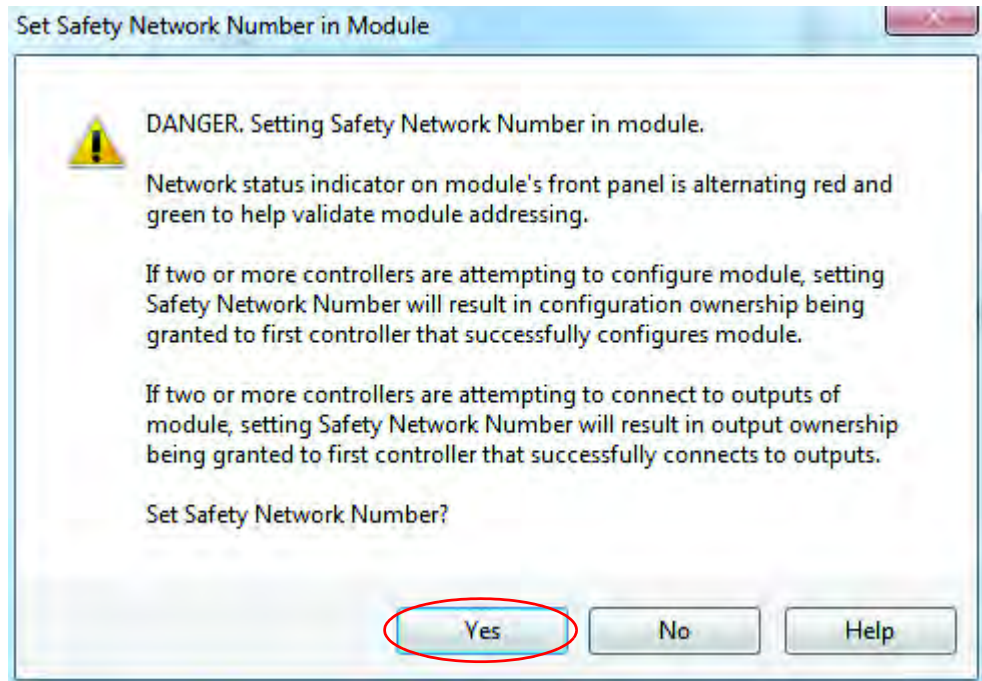 Set Safety Network Number in Module
DANGER. Setting Safety Network Number in module.
Network status indicator on module's front panel is alternating red and
green to help validate module addressing.
If two or more controllers are attempting to configure module, setting
Safety Network Number will result in configuration ownership being
granted to first controller that successfully configures module.
If two or more controllers are attempting to connect to outputs of
module, setting Safety Network Number will result in output ownership
being granted to first controller that successfully connects to outputs.
Set Safety Network Number?
Yes No Help